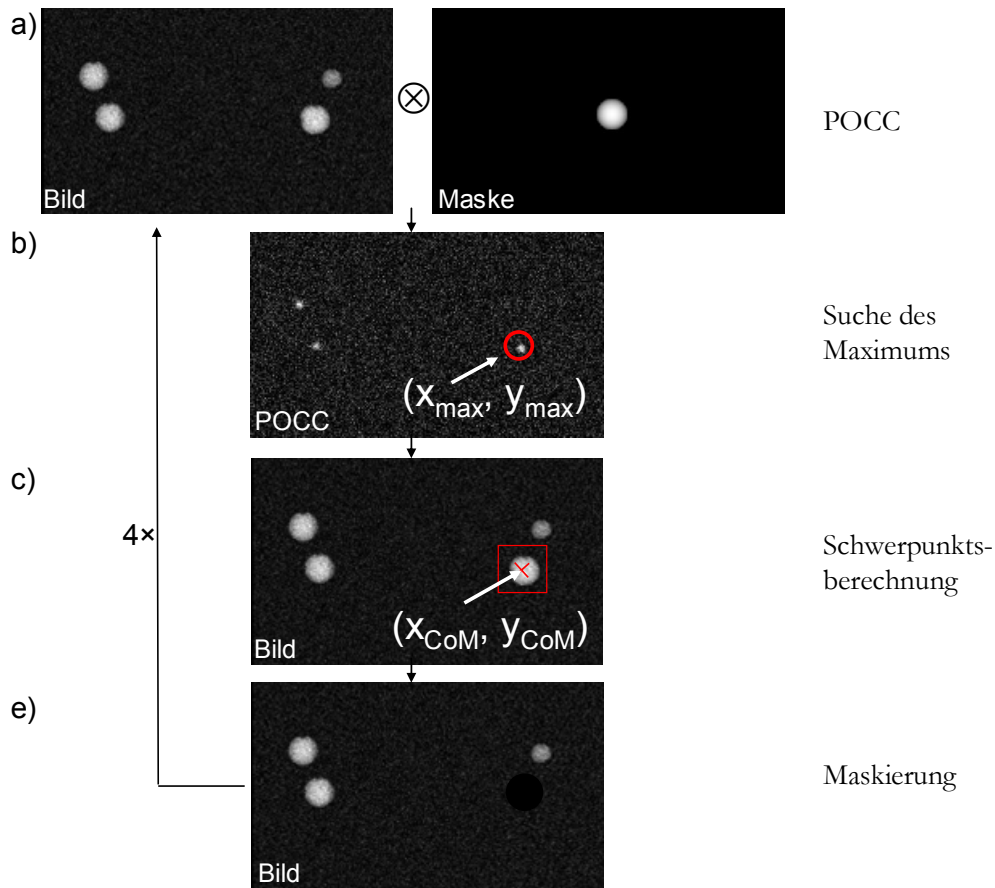 a)
⊗
Bild
Maske
POCC
b)
(x_max, y_max)
POCC
Suche des
Maximums
c)
4×
(x_CoM, y_CoM)
Bild
Schwerpunkts-
berechnung
e)
Bild
Maskierung